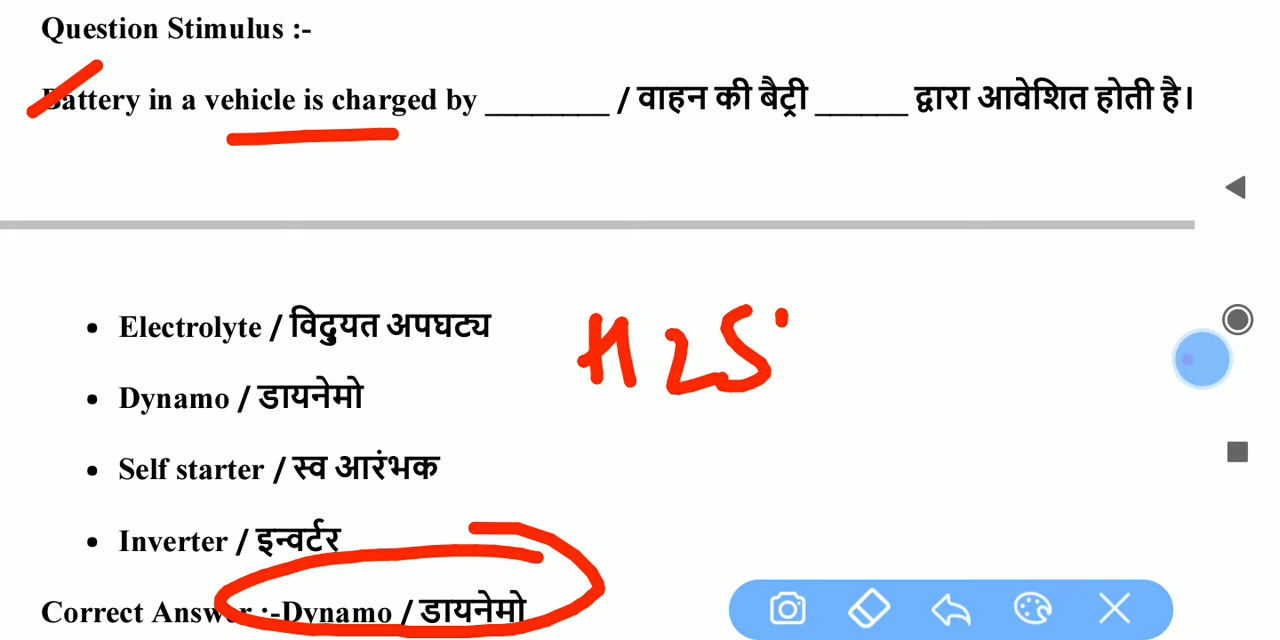 Question Stimulus :-
Battery in a vehicle is charged by ________ / वाहन की बैट्री ______ द्वारा आवेशित होती है।
• Electrolyte / विद्युयत अपघट्य
H2S
• Dynamo / डायनेमो
• Self starter / स्व आरंभक
• Inverter / इन्वर्टर
Correct Answer :-Dynamo / डायनेमो